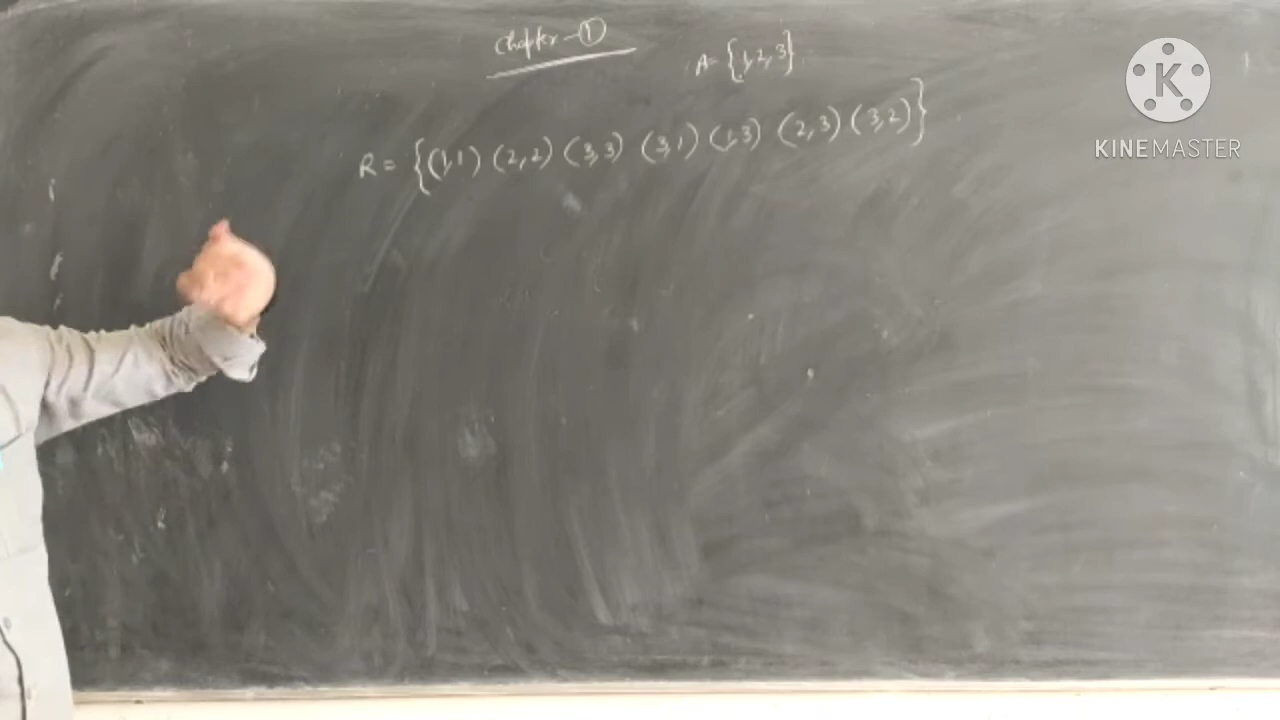 Chapter - 1
A = {1, 2, 3}
R = {(1,1) (2,2) (3,3) (3,1) (1,3) (2,3) (3,2)}
K
KINEMASTER